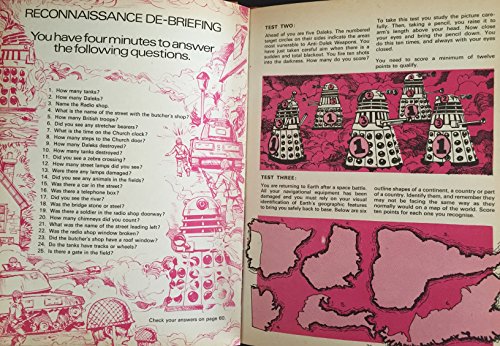 RECONNAISSANCE DE-BRIEFING
You have four minutes to answer
the following questions.
1. How many tanks?
2. How many Daleks?
3. Name the Radio shop.
4. What is the name of the street with the butcher's shop?
5. How many British troops?
6. Did you see any stretcher bearers?
7. What is the time on the Church clock?
8. How many steps to the Church door?
9. How many Daleks destroyed?
10. How many tanks destroyed?
11. Did you see a zebra crossing?
12. How many street lamps did you see?
13. Were there any lamps damaged?
14. Did you see any animals in the fields?
15. Was there a car in the street?
16. Was there a telephone box?
17. Did you see the river?
18. Was the bridge stone or steel?
19. Was there a soldier in the radio shop doorway?
20. How many chimneys did you count?
21. What was the name of the street leading left?
22. Was the radio shop window broken?
23. Did the butcher's shop have a roof window?
24. Do the tanks have tracks or wheels?
25. Is there a gate in the field?
Check your answers on page 60.
TEST TWO:
Ahead of you are five Daleks. The numbered
target circles on their sides indicate the areas
most vulnerable to Anti-Dalek Weapons. You
have just taken careful aim when there is a
sudden and total blackout. You fire ten shots
into the darkness. How many do you score?
To take this test you study the picture care-
fully. Then, taking a pencil, you raise it so
arm's length above your head. Now close
your eyes and bring the pencil down. You
do this ten times, and always with your eyes
closed.
You need to score a minimum of twelve
points to qualify.
1
1
1
TEST THREE:
You are returning to Earth after a space battle.
All your navigational equipment has been
damaged and you must rely on your visual
identification of Earth's geographic features
to bring you safely back to base. Below are six
outline shapes of a continent, a country or part
of a country. Identify them, and remember they
may not be facing the same way as they
normally would on a map of the world. Score
ten points for each one you recognise.